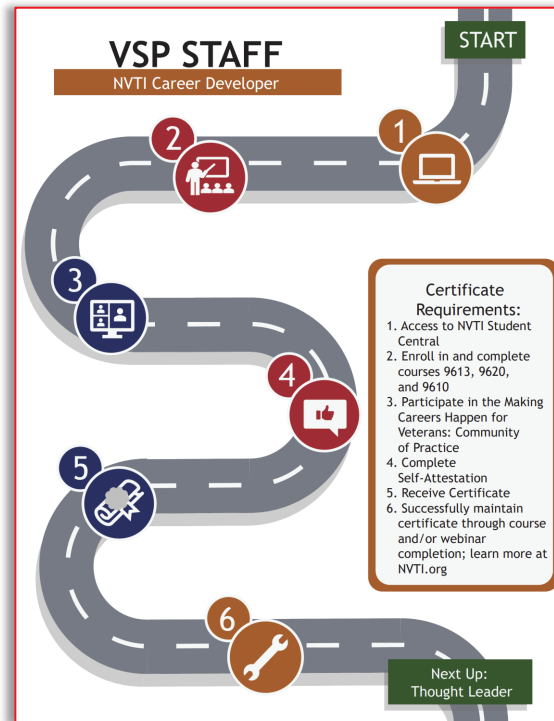 START
VSP STAFF
NVTI Career Developer
1
2
3
4
5
6
Certificate
Requirements:
1. Access to NVTI Student
Central
2. Enroll in and complete
courses 9613, 9620,
and 9610
3. Participate in the Making
Careers Happen for
Veterans: Community
of Practice
4. Complete
Self-Attestation
5. Receive Certificate
6. Successfully maintain
certificate through course
and/or webinar
completion; learn more at
NVTI.org
Next Up:
Thought Leader